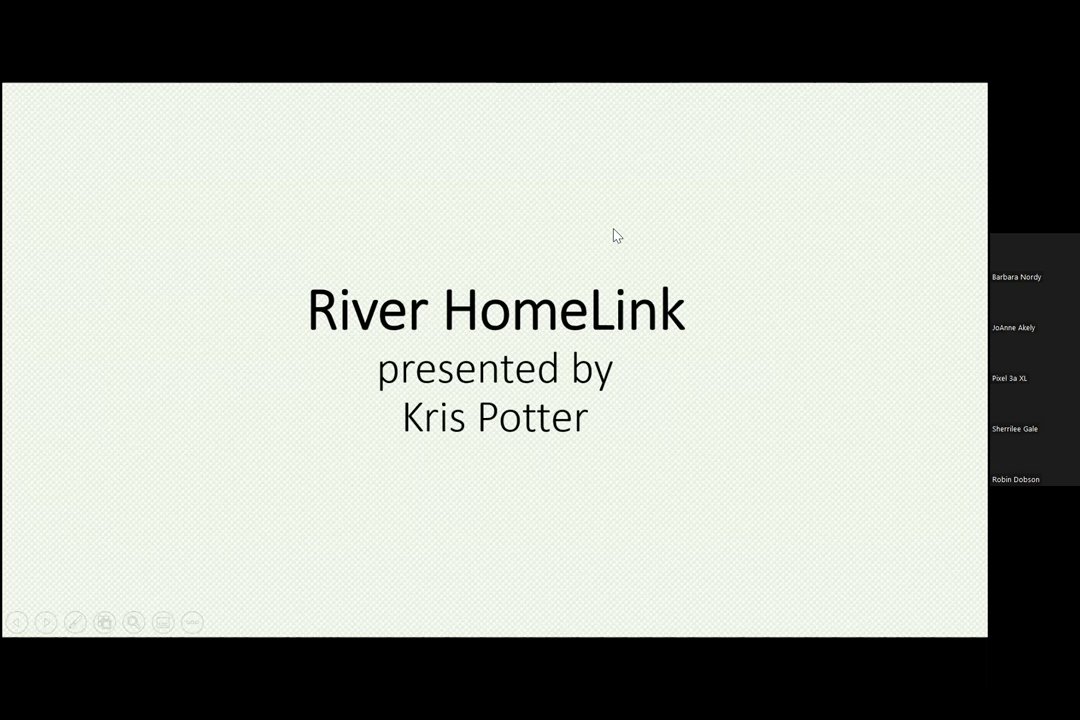 River HomeLink
presented by
Kris Potter
Barbara Nordy
JoAnne Akely
Pixel 3a XL
Sherrilee Gale
Robin Dobson